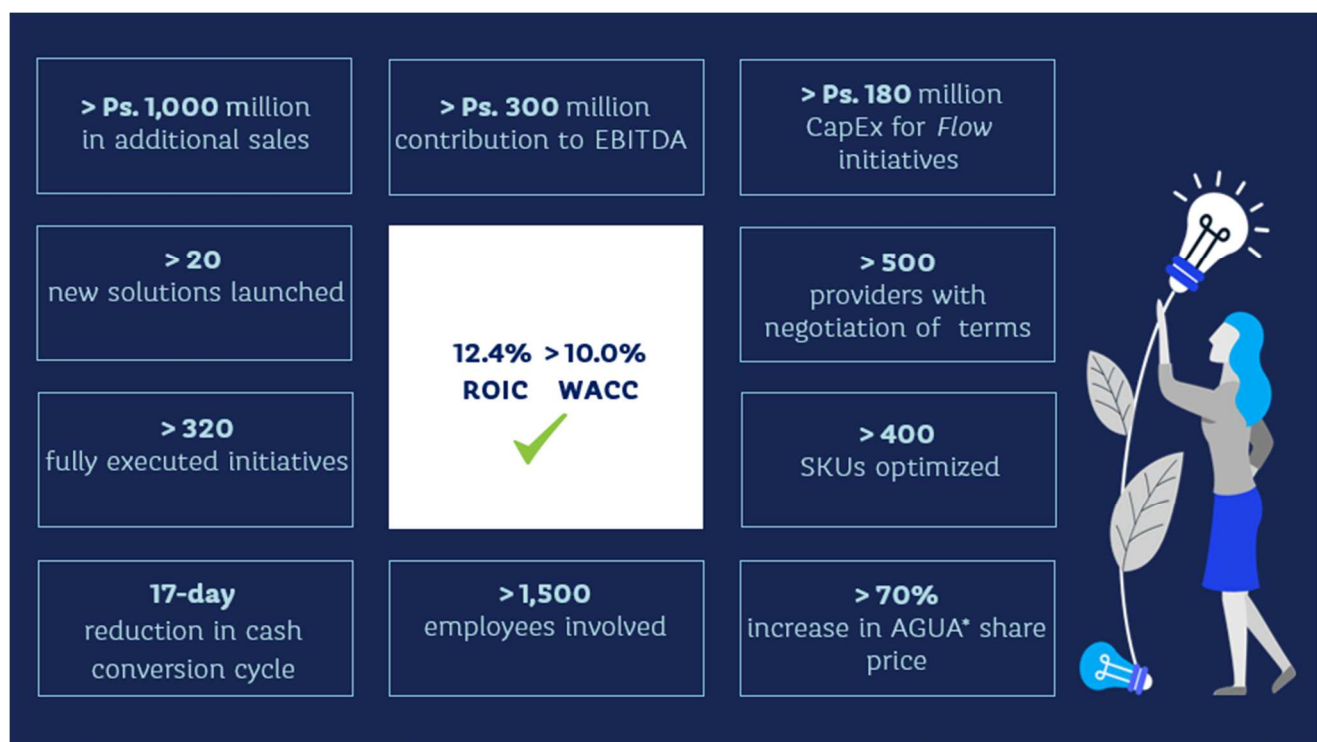 > Ps. 1,000 million
in additional sales
> Ps. 300 million
contribution to EBITDA
> Ps. 180 million
CapEx for Flow
initiatives
> 20
new solutions launched
12.4% > 10.0%
ROIC WACC
> 500
providers with
negotiation of terms
> 320
fully executed initiatives
> 400
SKUs optimized
17-day
reduction in cash
conversion cycle
> 1,500
employees involved
> 70%
increase in AGUA* share
price